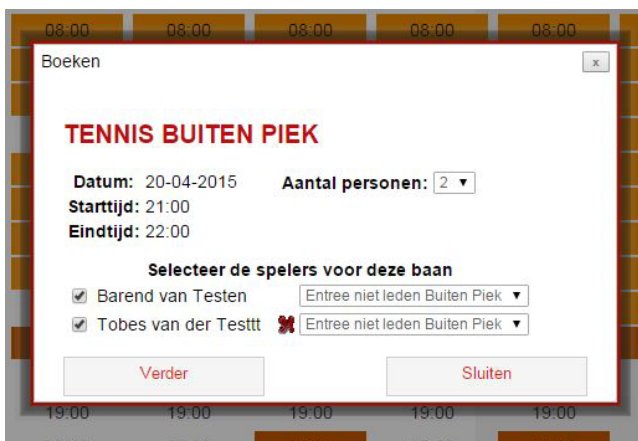 08:00 08:00 08:00 08:00 08:00
Boeken x
TENNIS BUITEN PIEK
Datum: 20-04-2015 Aantal personen: 2
Starttijd: 21:00
Eindtijd: 22:00
Selecteer de spelers voor deze baan
Barend van Testen Entree niet leden Buiten Piek
Tobes van der Testtt Entree niet leden Buiten Piek
Verder Sluiten
19:00 19:00 19:00 19:00 19:00